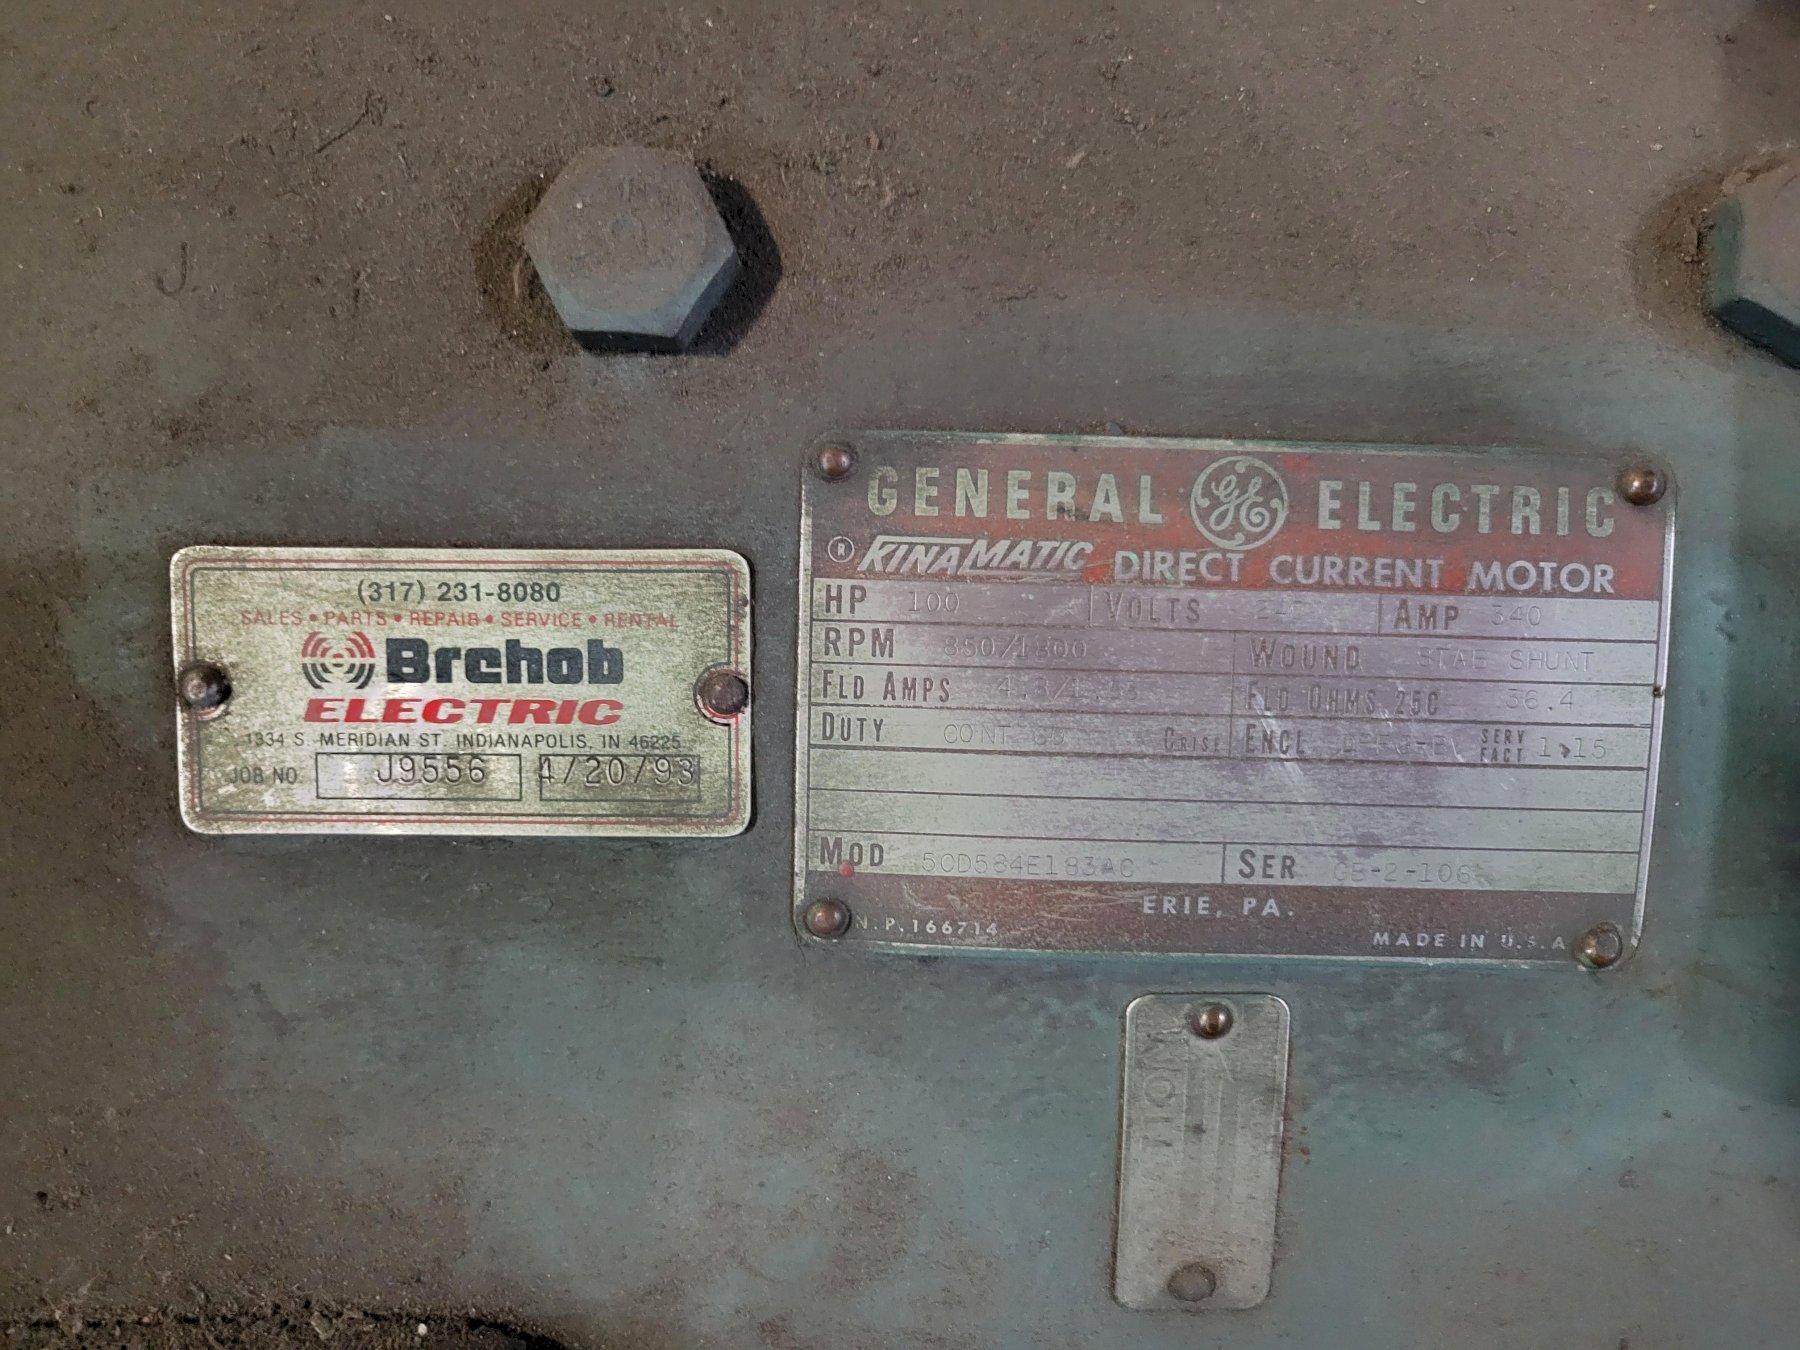 (317) 231-8080
SALES • PARTS • REPAIR • SERVICE • RENTAL
Brehob
ELECTRIC
1334 S. MERIDIAN ST. INDIANAPOLIS, IN 46225
JOB NO J9556 4/20/93
GENERAL GE ELECTRIC
® KINAMATIC DIRECT CURRENT MOTOR
HP 100 VOLTS AMP 340
RPM 850/1800 WOUND STAB SHUNT
FLD AMPS FLD OHMS 25C 36.4
DUTY CONT CRISE ENCL SERV FACT 1.15
MOD 5CD584E183AC SER
ERIE, PA.
N.P. 166714 MADE IN U.S.A